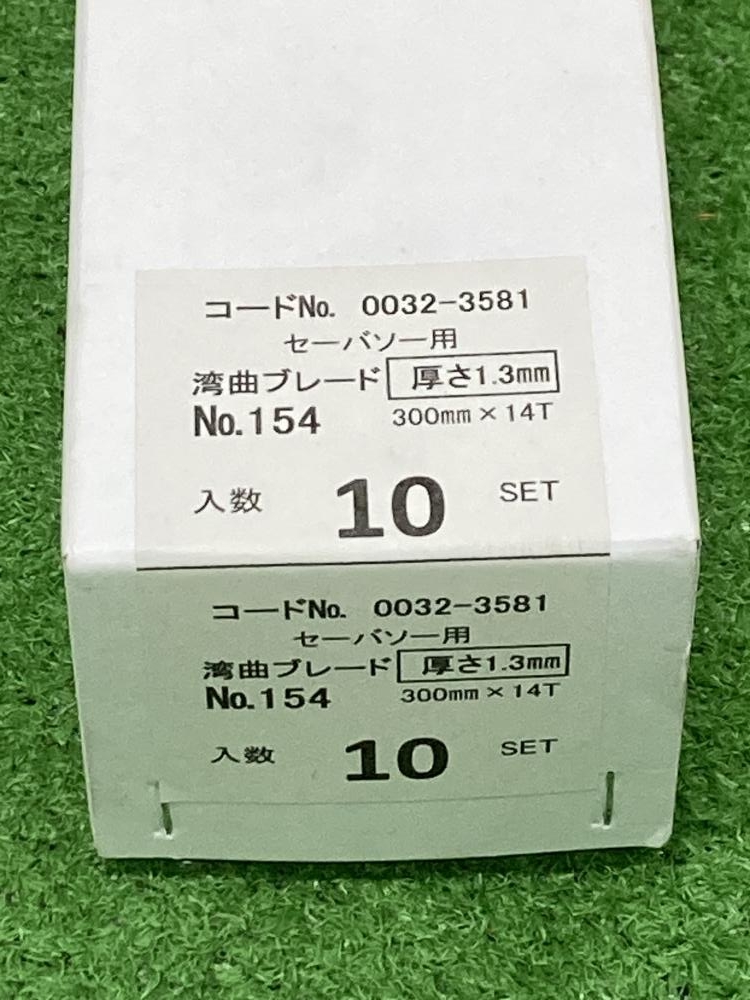 コードNo. 0032-3581
セーバソー用
湾曲ブレード 厚さ1.3mm
No.154 300mm×14T
入数 10 SET
コードNo. 0032-3581
セーバソー用
湾曲ブレード 厚さ1.3mm
No.154 300mm×14T
入数 10 SET